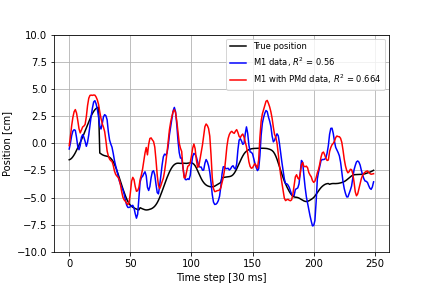 10.0
7.5
5.0
2.5
0.0
−2.5
−5.0
−7.5
−10.0
Position [cm]
True position
M1 data, R² = 0.56
M1 with PMd data, R² = 0.664
0 50 100 150 200 250
Time step [30 ms]